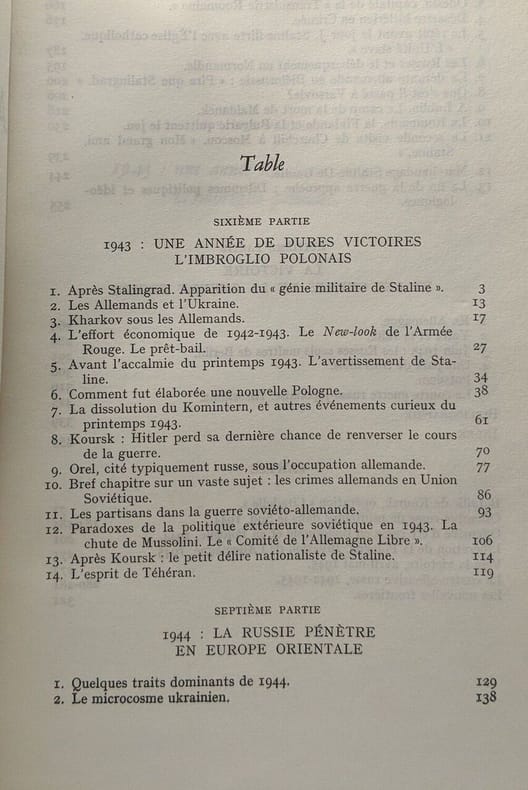 Table
SIXIÈME PARTIE
1943 : UNE ANNÉE DE DURES VICTOIRES
L'IMBROGLIO POLONAIS
1. Après Stalingrad. Apparition du « génie militaire de Staline ». 3
2. Les Allemands et l'Ukraine. 13
3. Kharkov sous les Allemands. 17
4. L'effort économique de 1942-1943. Le New-look de l'Armée
Rouge. Le prêt-bail. 27
5. Avant l'accalmie du printemps 1943. L'avertissement de Sta-
line. 34
6. Comment fut élaborée une nouvelle Pologne. 38
7. La dissolution du Komintern, et autres événements curieux du
printemps 1943. 61
8. Koursk : Hitler perd sa dernière chance de renverser le cours
de la guerre. 70
9. Orel, cité typiquement russe, sous l'occupation allemande. 77
10. Bref chapitre sur un vaste sujet : les crimes allemands en Union
Soviétique. 86
11. Les partisans dans la guerre soviéto-allemande. 93
12. Paradoxes de la politique extérieure soviétique en 1943. La
chute de Mussolini. Le « Comité de l'Allemagne Libre ». 106
13. Après Koursk : le petit délire nationaliste de Staline. 114
14. L'esprit de Téhéran. 119
SEPTIÈME PARTIE
1944 : LA RUSSIE PÉNÈTRE
EN EUROPE ORIENTALE
1. Quelques traits dominants de 1944. 129
2. Le microcosme ukrainien. 138